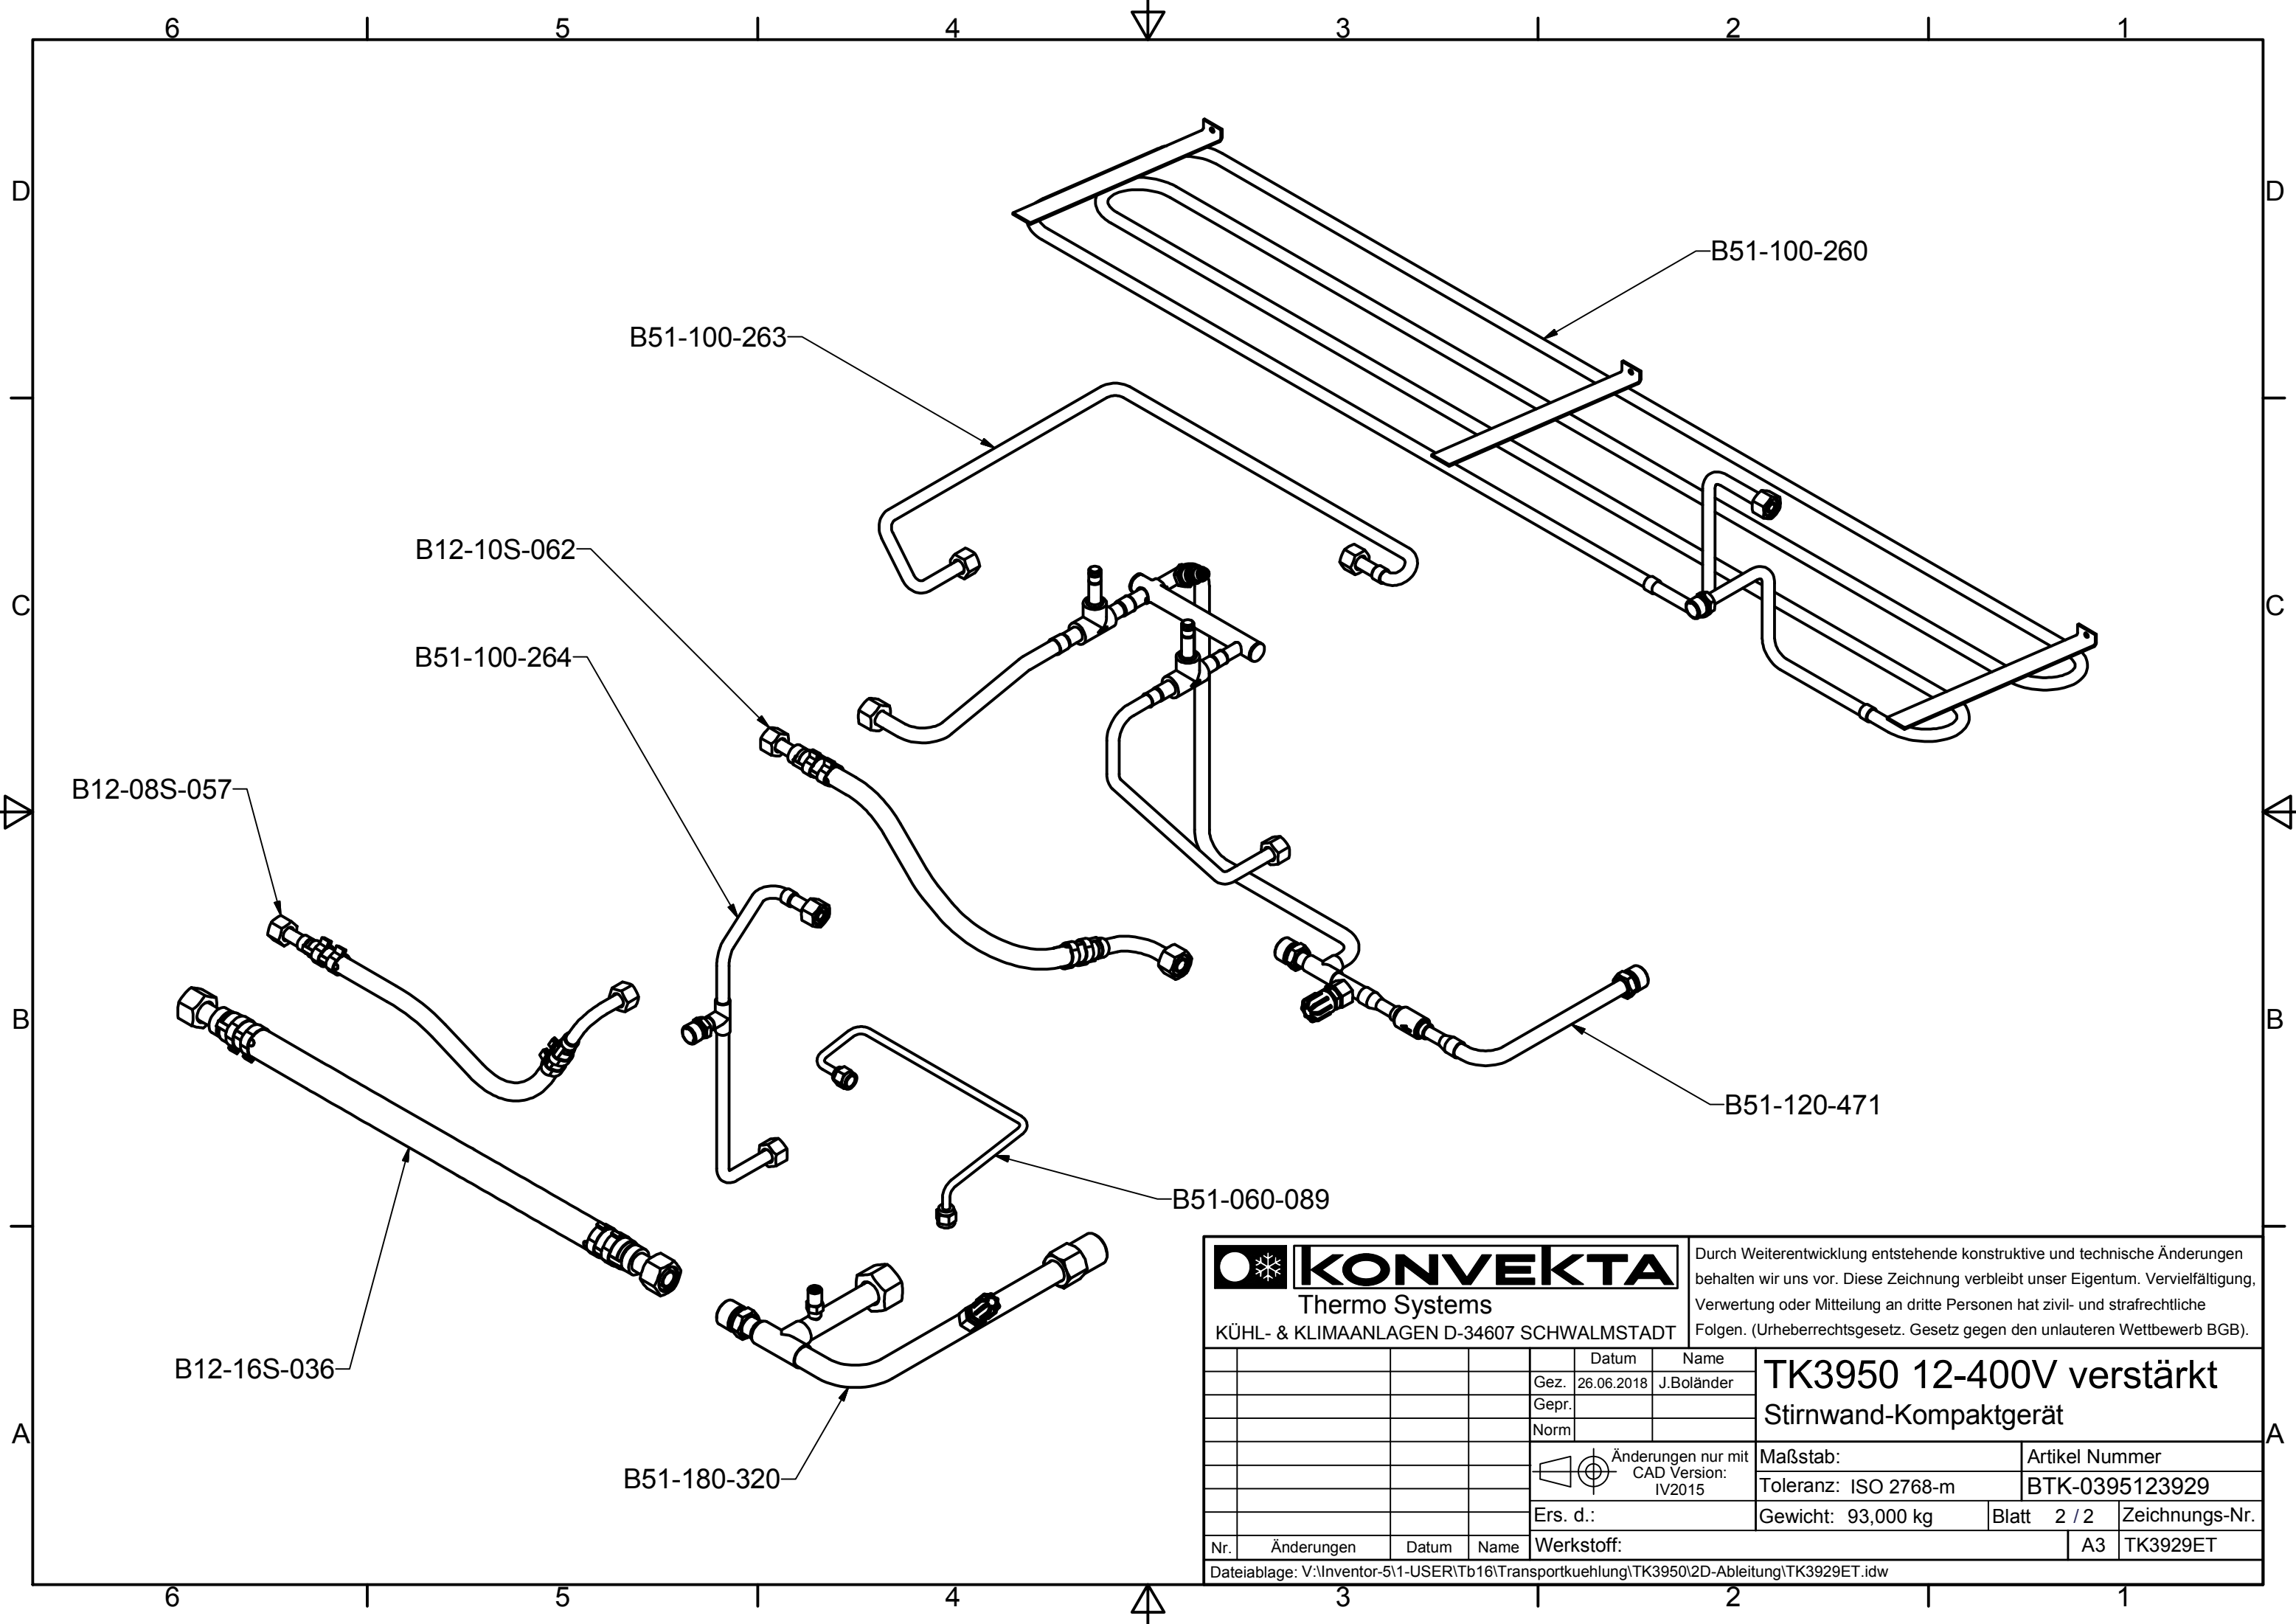 6 5 4 3 2 1
D D
B51-100-260
B51-100-263
B12-10S-062
C C
B51-100-264
B12-08S-057
B B
B51-120-471
B51-060-089
B12-16S-036
B51-180-320
A A
KONVEKTA
Thermo Systems
KÜHL- & KLIMAANLAGEN D-34607 SCHWALMSTADT
Durch Weiterentwicklung entstehende konstruktive und technische Änderungen
behalten wir uns vor. Diese Zeichnung verbleibt unser Eigentum. Vervielfältigung,
Verwertung oder Mitteilung an dritte Personen hat zivil- und strafrechtliche
Folgen. (Urheberrechtsgesetz. Gesetz gegen den unlauteren Wettbewerb BGB).
Datum Name
Gez. 26.06.2018 J.Boländer
Gepr.
Norm
TK3950 12-400V verstärkt
Stirnwand-Kompaktgerät
Änderungen nur mit
CAD Version:
IV2015
Maßstab:
Artikel Nummer
Toleranz: ISO 2768-m
BTK-0395123929
Ers. d.:
Gewicht: 93,000 kg
Blatt 2 / 2
Zeichnungs-Nr.
Nr. Änderungen Datum Name
Werkstoff:
A3 TK3929ET
Dateiablage: V:\Inventor-5\1-USER\Tb16\Transportkuehlung\TK3950\2D-Ableitung\TK3929ET.idw
6 5 4 3 2 1